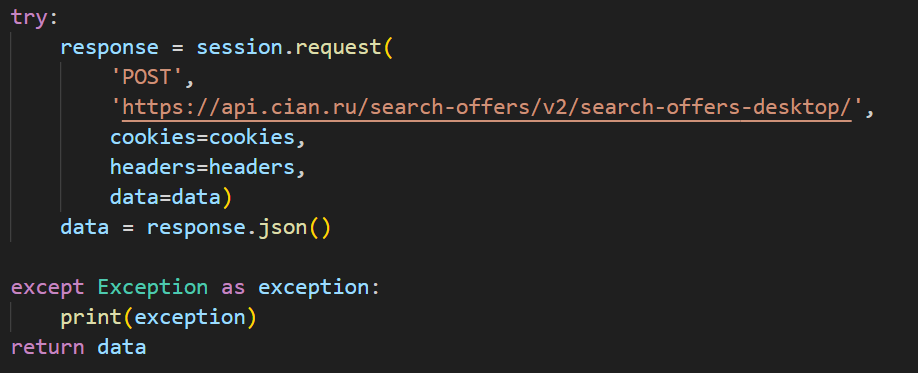 try:
    response = session.request(
        'POST',
        'https://api.cian.ru/search-offers/v2/search-offers-desktop/',
        cookies=cookies,
        headers=headers,
        data=data)
    data = response.json()

except Exception as exception:
    print(exception)
return data